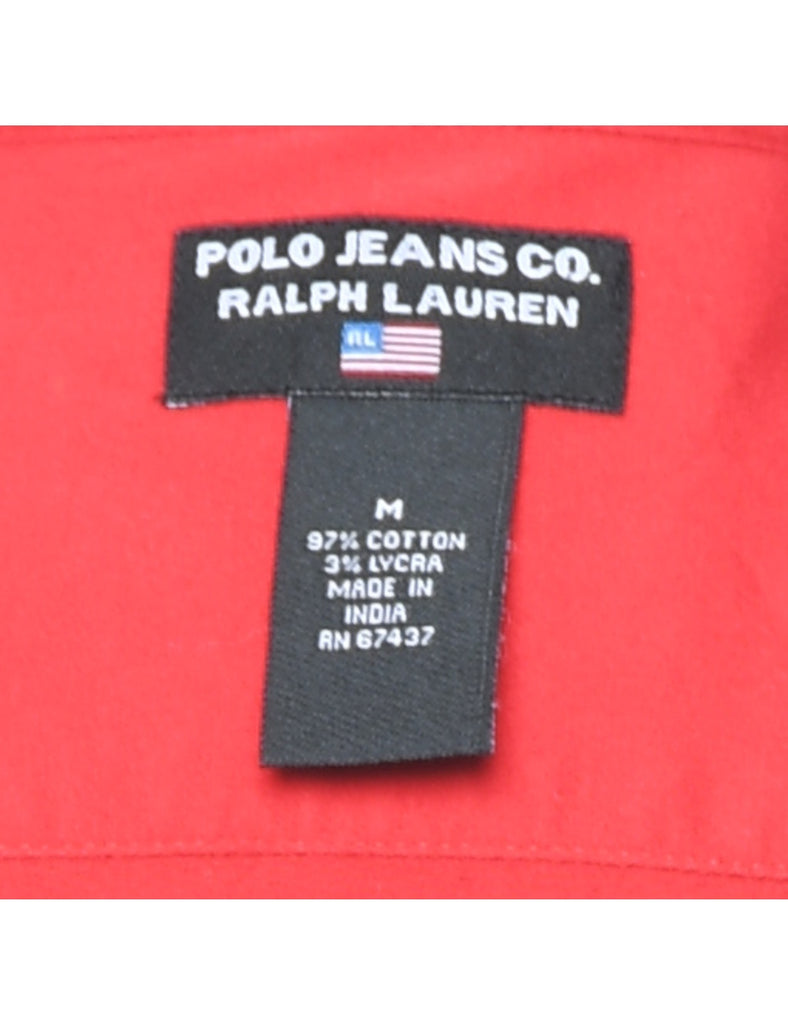 POLO JEANS CO.
RALPH LAUREN
RL
M
97% COTTON
3% LYCRA
MADE IN
INDIA
RN 67437